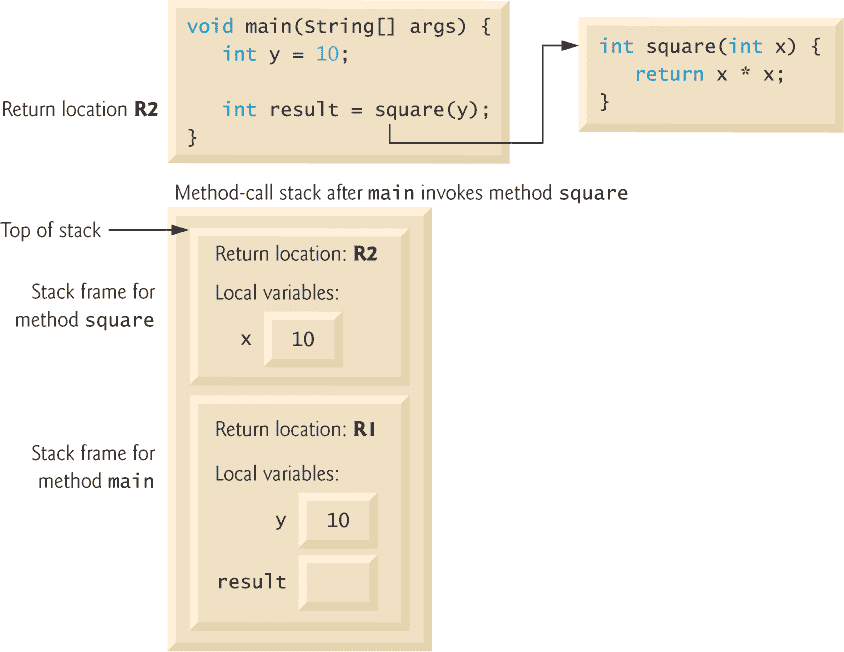 void main(String[] args) {
int y = 10;
Return location R2
int result = square(y);
}
int square(int x) {
return x * x;
}
Method-call stack after main invokes method square
Top of stack
Stack frame for
method square
Return location: R2
Local variables:
x 10
Stack frame for
method main
Return location: R1
Local variables:
y 10
result